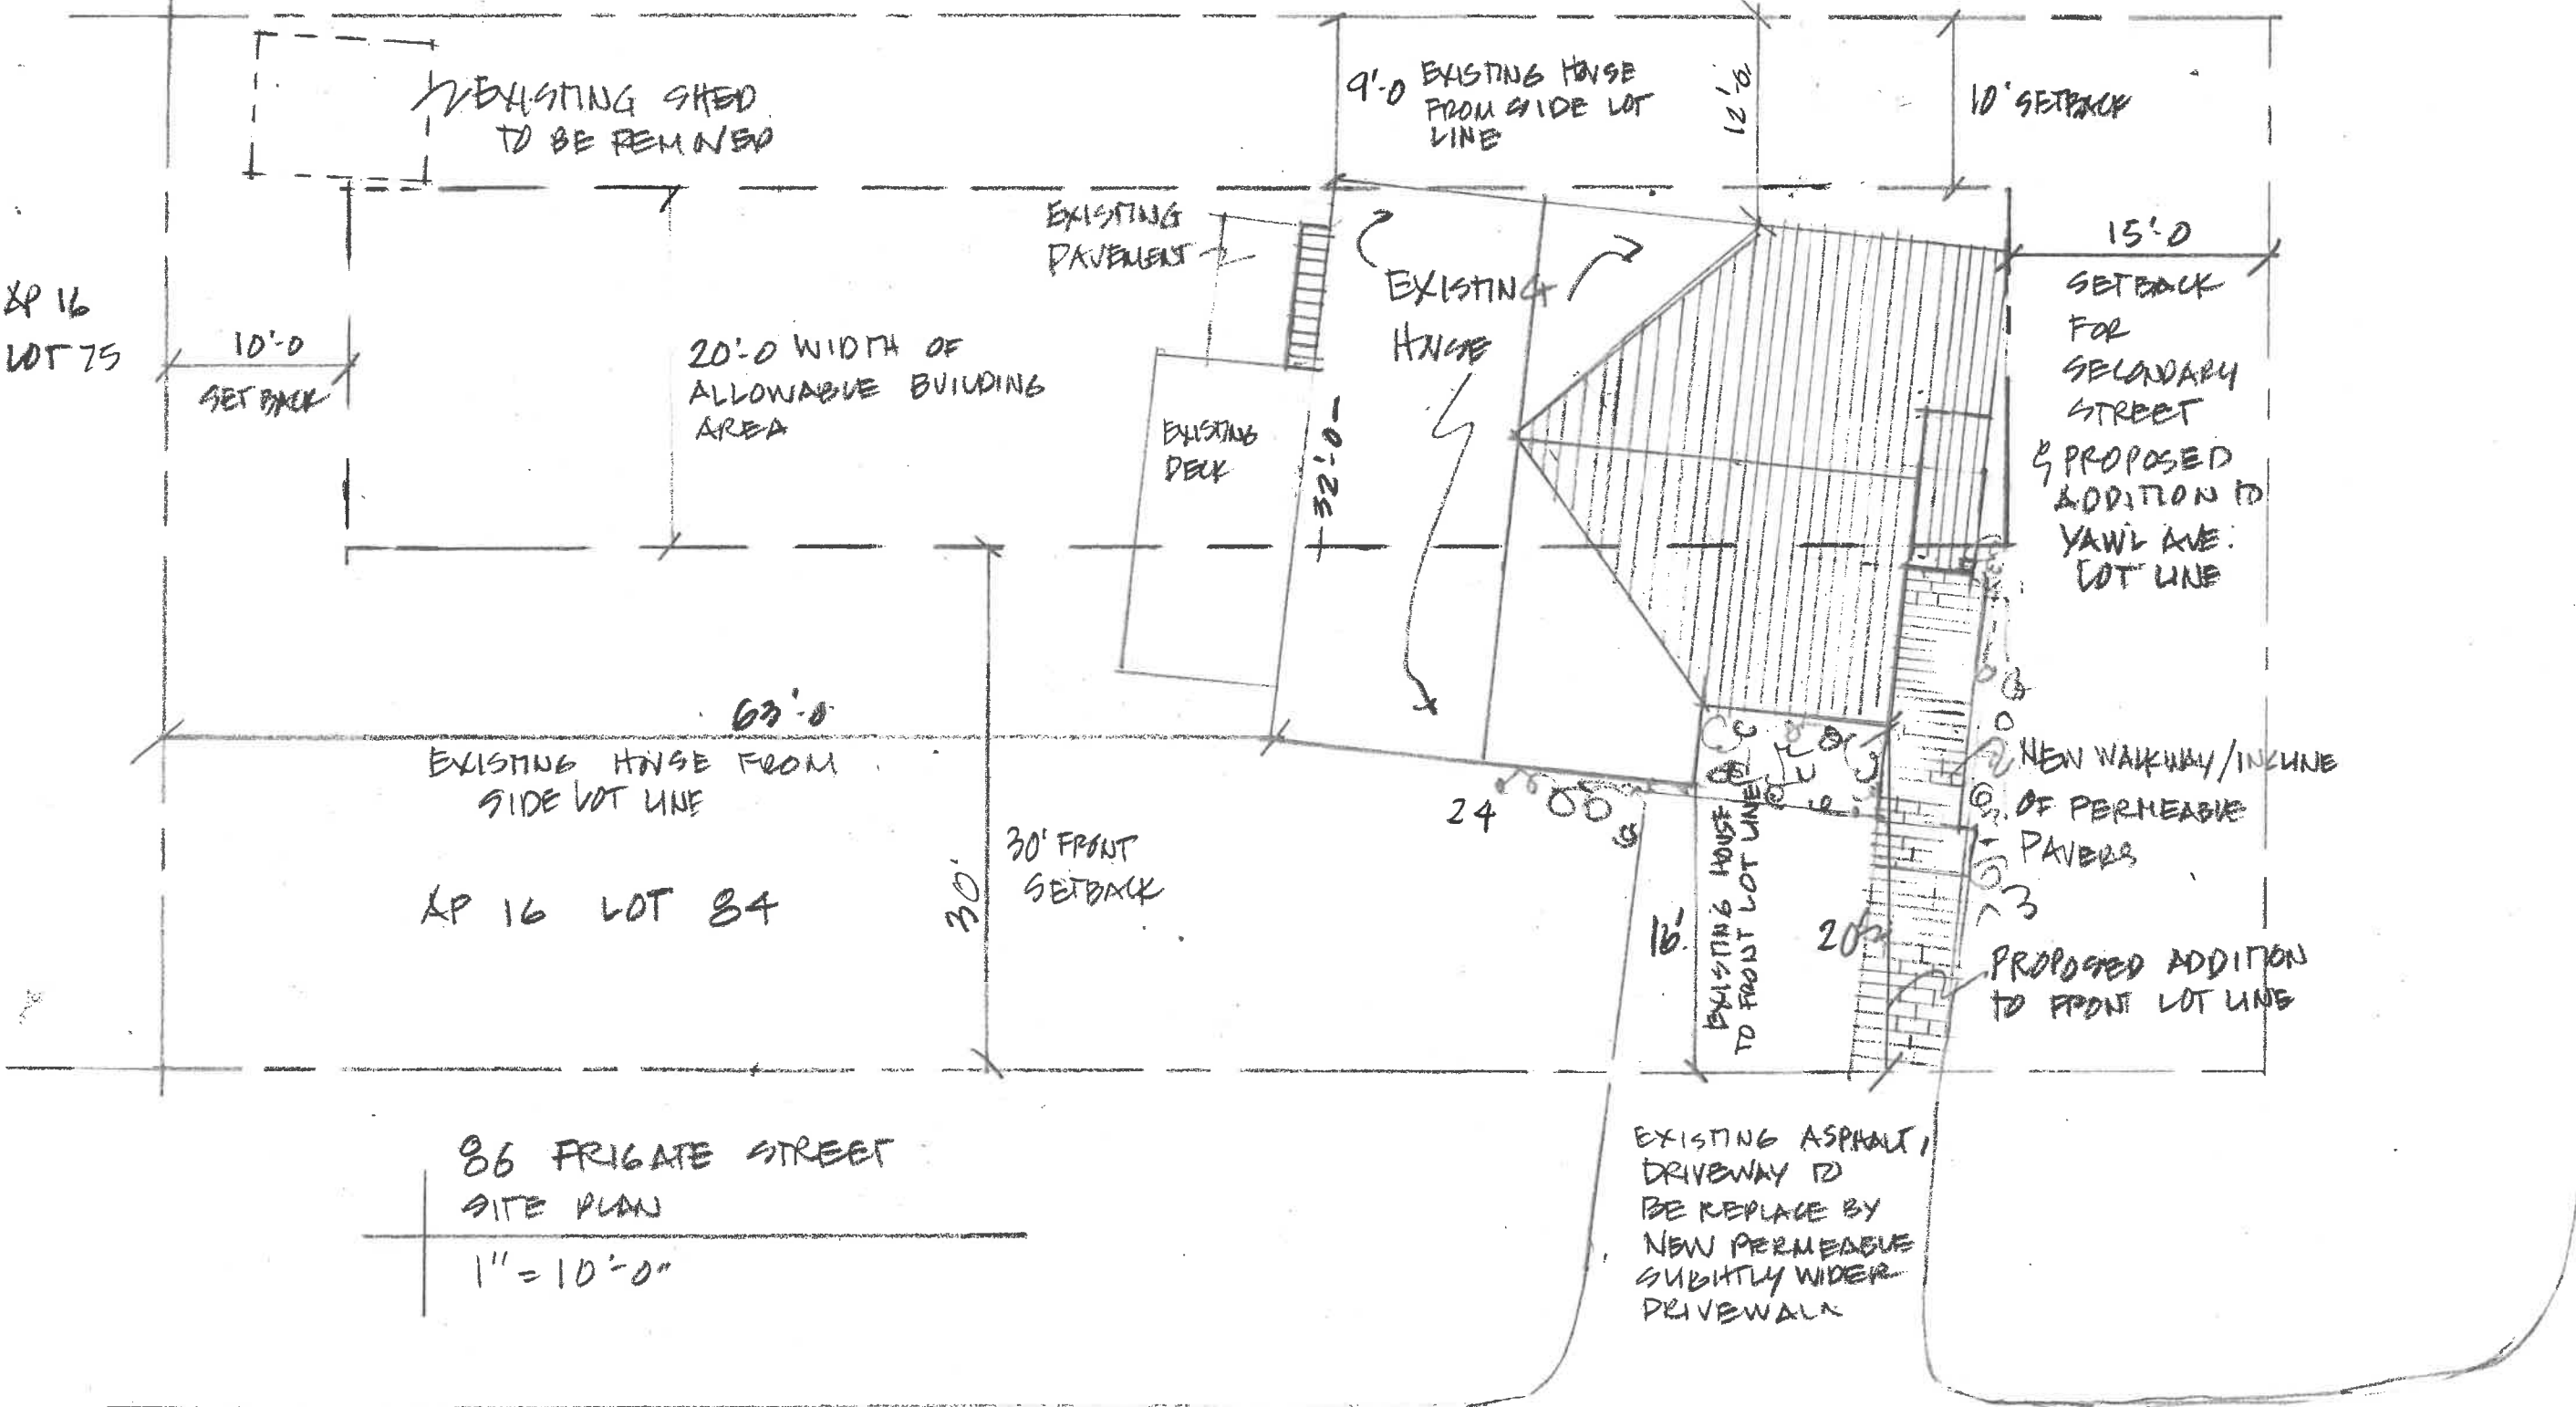 EXISTING SHED
TO BE REMOVED
9'-0
EXISTING HOUSE
FROM SIDE LOT
LINE
12'-6
10' SETBACK
EXISTING
PAVEMENT
15'-0
SETBACK
FOR
SECONDARY
STREET
& PROPOSED
ADDITION TO
YAWL AVE.
LOT LINE
AP 16
LOT 75
10'-0
SETBACK
20'-0 WIDTH OF
ALLOWABLE BUILDING
AREA
EXISTING
HOUSE
EXISTING
DECK
32'-0
63'-0
EXISTING HOUSE FROM
SIDE LOT LINE
AP 16 LOT 84
30'
30' FRONT
SETBACK
24
16'
EXISTING HOUSE
TO FRONT LOT LINE
20'
NEW WALKWAY/INCLINE
OF PERMEABLE
PAVERS
PROPOSED ADDITION
TO FRONT LOT LINE
86 FRIGATE STREET
SITE PLAN
1" = 10'-0"
EXISTING ASPHALT,
DRIVEWAY TO
BE REPLACE BY
NEW PERMEABLE
SLIGHTLY WIDER